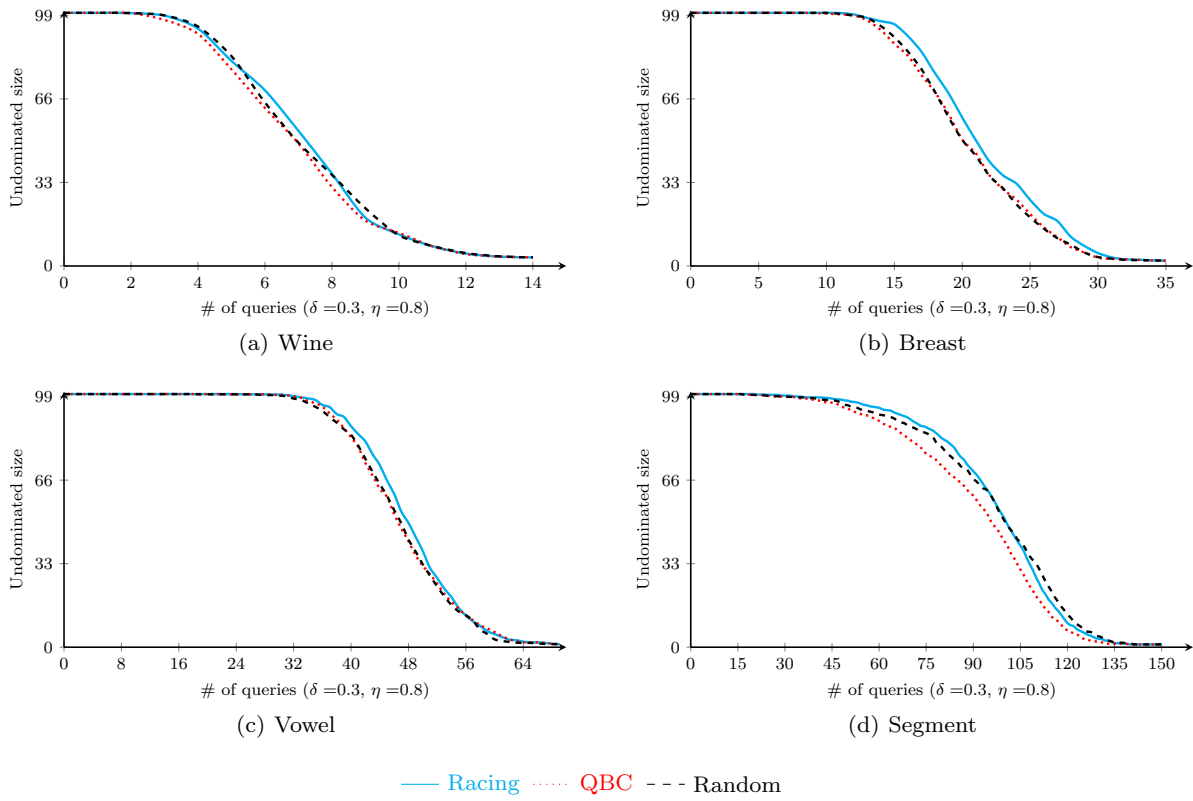 99
66
33
0
Undominated size
0 2 4 6 8 10 12 14
# of queries (δ =0.3, η =0.8)
(a) Wine
99
66
33
0
Undominated size
0 5 10 15 20 25 30 35
# of queries (δ =0.3, η =0.8)
(b) Breast
99
66
33
0
Undominated size
0 8 16 24 32 40 48 56 64
# of queries (δ =0.3, η =0.8)
(c) Vowel
99
66
33
0
Undominated size
0 15 30 45 60 75 90 105 120 135 150
# of queries (δ =0.3, η =0.8)
(d) Segment
Racing QBC Random